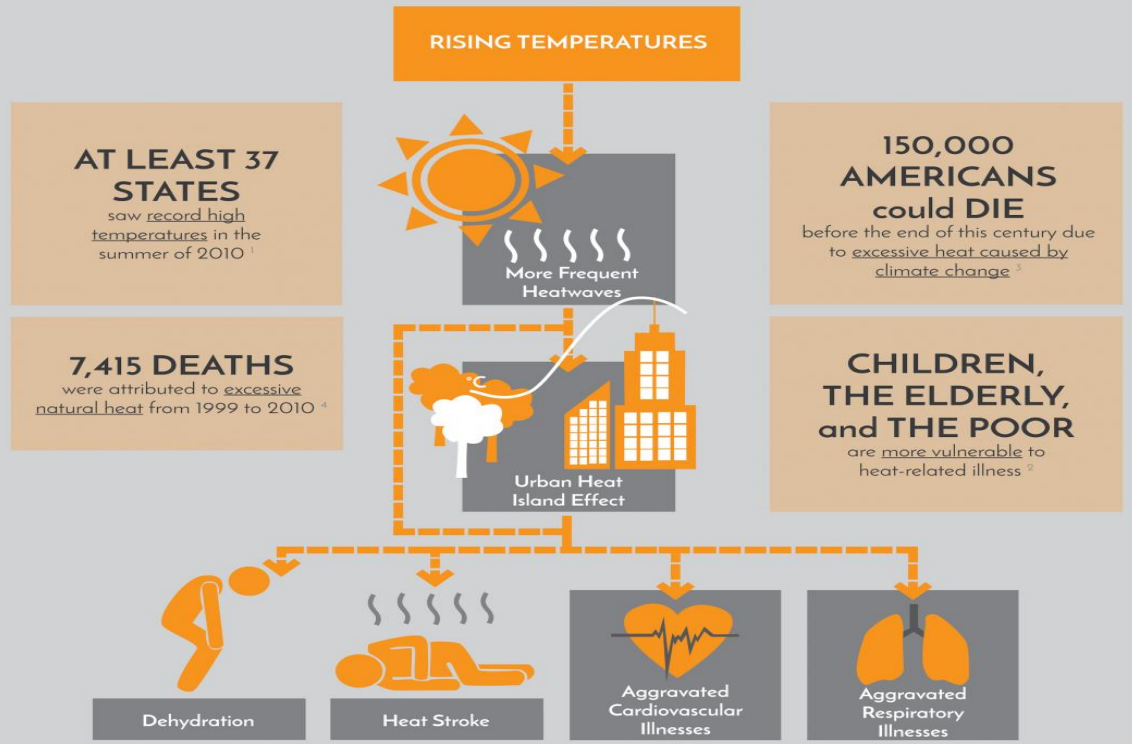 RISING TEMPERATURES
AT LEAST 37
STATES
saw record high
temperatures in the
summer of 2010 1
150,000
AMERICANS
could DIE
before the end of this century due
to excessive heat caused by
climate change 3
More Frequent
Heatwaves
7,415 DEATHS
were attributed to excessive
natural heat from 1999 to 2010 4
CHILDREN,
THE ELDERLY,
and THE POOR
are more vulnerable to
heat-related illness 2
°C
Urban Heat
Island Effect
Dehydration
Heat Stroke
Aggravated
Cardiovascular
Illnesses
Aggravated
Respiratory
Illnesses